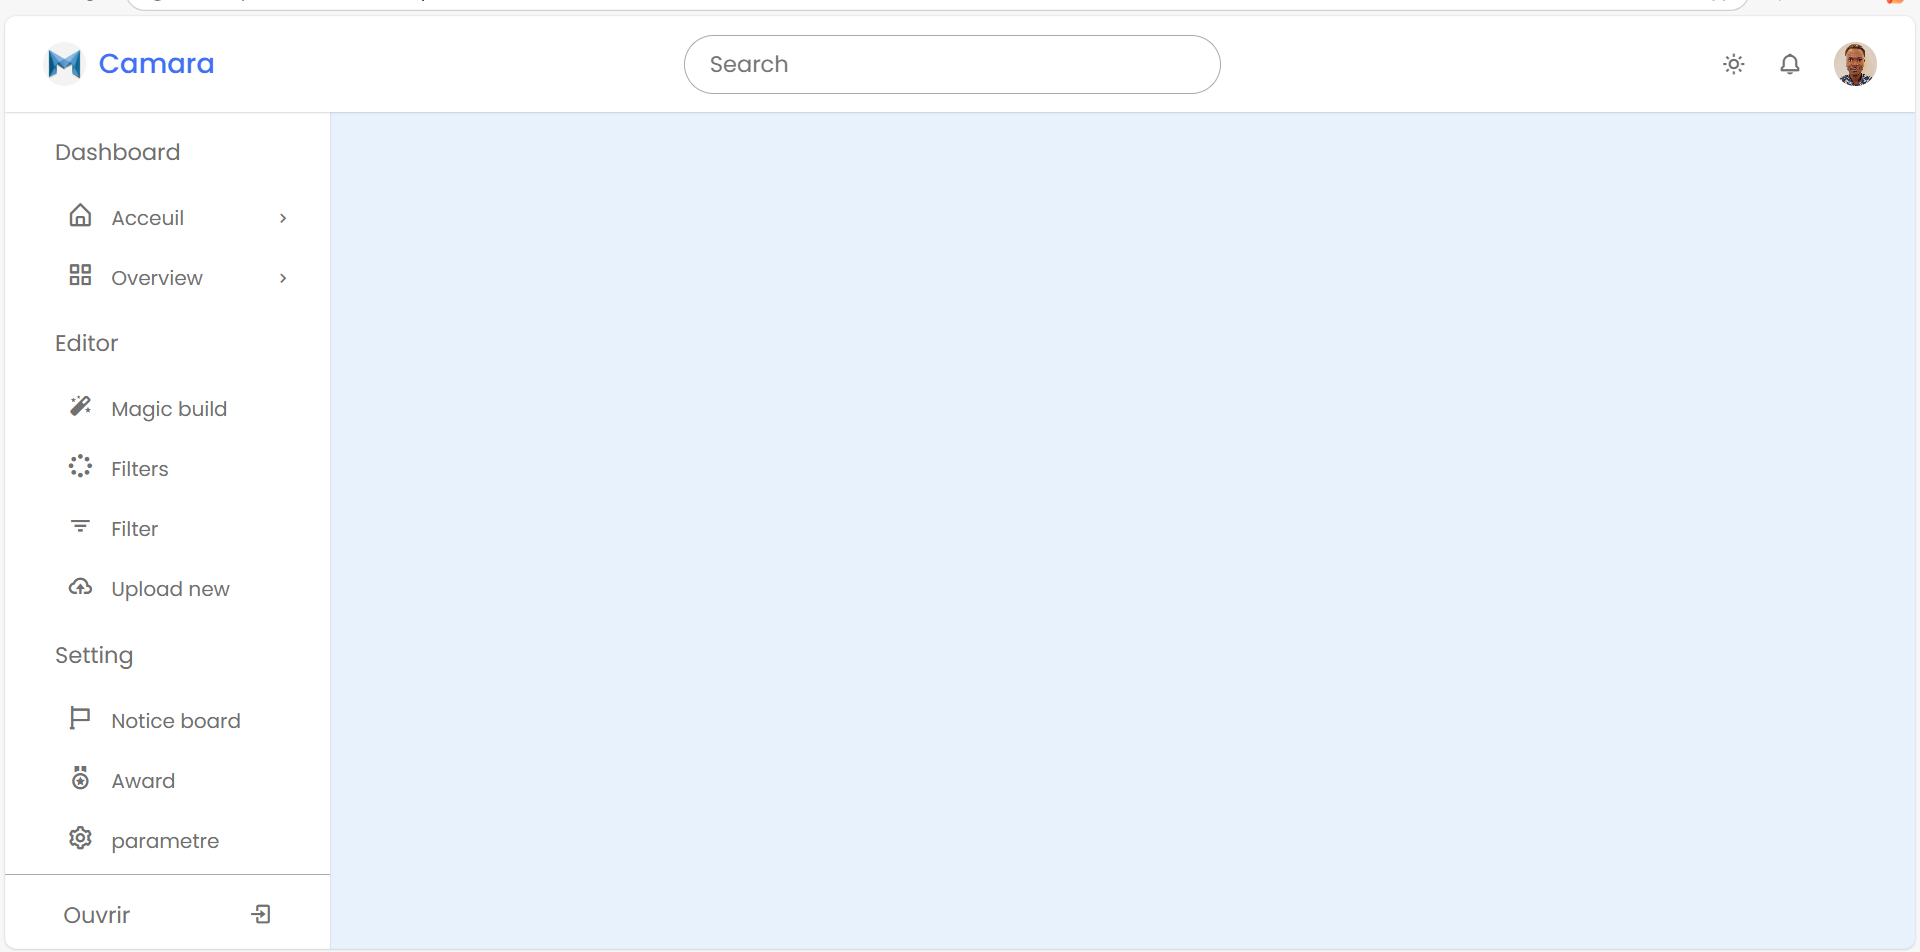 Camara
Search
Dashboard
Acceuil
Overview
Editor
Magic build
Filters
Filter
Upload new
Setting
Notice board
Award
parametre
Ouvrir